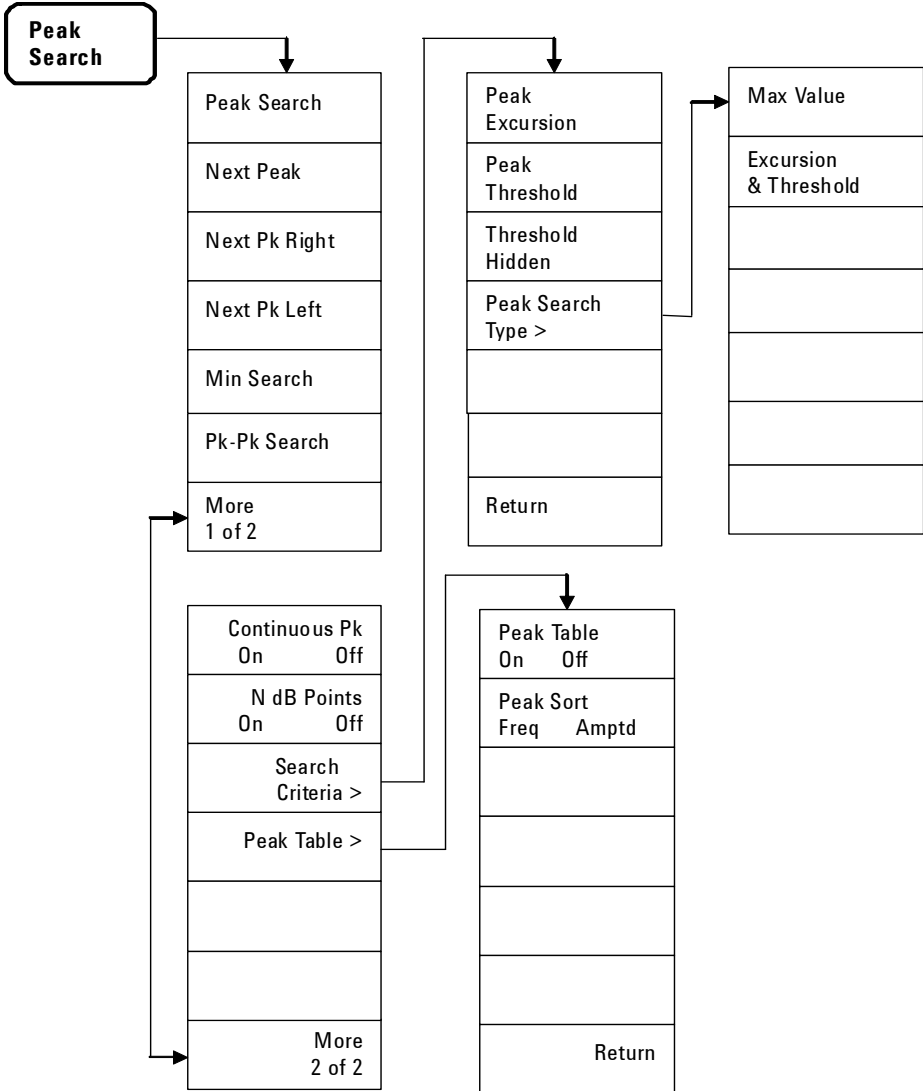 Peak
Search
Peak Search
Next Peak
Next Pk Right
Next Pk Left
Min Search
Pk-Pk Search
More
1 of 2
Continuous Pk
On Off
N dB Points
On Off
Search
Criteria >
Peak Table >
More
2 of 2
Peak
Excursion
Peak
Threshold
Threshold
Hidden
Peak Search
Type >
Return
Peak Table
On Off
Peak Sort
Freq Amptd
Return
Max Value
Excursion
& Threshold